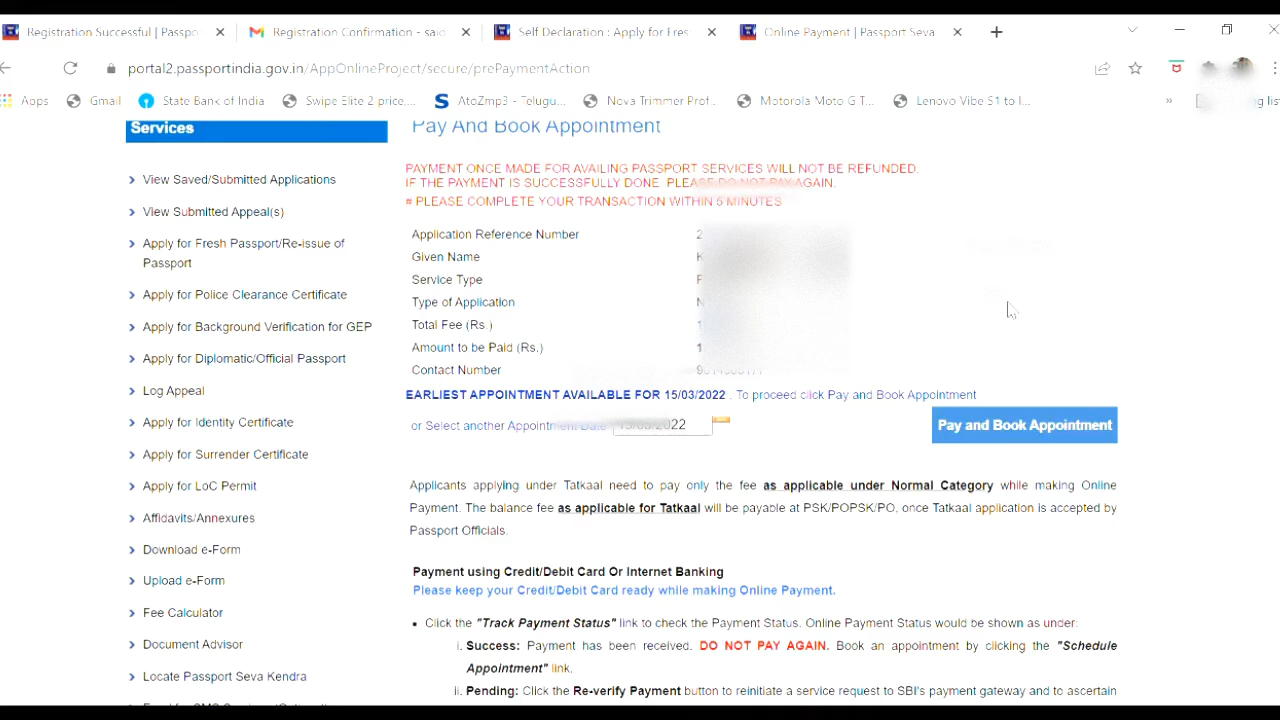 Registration Successful | Passpo
Registration Confirmation - said
Self Declaration : Apply for Fres
Online Payment | Passport Seva
portal2.passportindia.gov.in/AppOnlineProject/secure/prePaymentAction
Apps
Gmail
State Bank of India
Swipe Elite 2 price,...
AtoZmp3 - Telugu...
Nova Trimmer Prof...
Motorola Moto G T...
Lenovo Vibe S1 to l...
list
Services
View Saved/Submitted Applications
View Submitted Appeal(s)
Apply for Fresh Passport/Re-issue of
Passport
Apply for Police Clearance Certificate
Apply for Background Verification for GEP
Apply for Diplomatic/Official Passport
Log Appeal
Apply for Identity Certificate
Apply for Surrender Certificate
Apply for LoC Permit
Affidavits/Annexures
Download e-Form
Upload e-Form
Fee Calculator
Document Advisor
Locate Passport Seva Kendra
Pay And Book Appointment
PAYMENT ONCE MADE FOR AVAILING PASSPORT SERVICES WILL NOT BE REFUNDED.
IF THE PAYMENT IS SUCCESSFULLY DONE. PLEASE DO NOT PAY AGAIN.
# PLEASE COMPLETE YOUR TRANSACTION WITHIN 5 MINUTES
Application Reference Number 2
Given Name K
Service Type
Type of Application N
Total Fee (Rs.) 1
Amount to be Paid (Rs.) 1
Contact Number
EARLIEST APPOINTMENT AVAILABLE FOR 15/03/2022 . To proceed click Pay and Book Appointment
or Select another Appointment Date 15/03/2022
Pay and Book Appointment
Applicants applying under Tatkaal need to pay only the fee as applicable under Normal Category while making Online
Payment. The balance fee as applicable for Tatkaal will be payable at PSK/POPSK/PO, once Tatkaal application is accepted by
Passport Officials.
Payment using Credit/Debit Card Or Internet Banking
Please keep your Credit/Debit Card ready while making Online Payment.
• Click the "Track Payment Status" link to check the Payment Status. Online Payment Status would be shown as under:
i. Success: Payment has been received. DO NOT PAY AGAIN. Book an appointment by clicking the "Schedule
Appointment" link.
ii. Pending: Click the Re-verify Payment button to reinitiate a service request to SBI's payment gateway and to ascertain